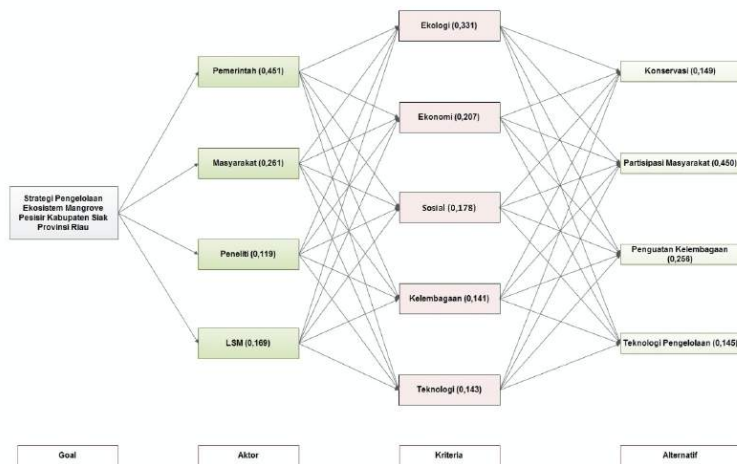 Strategi Pengelolaan
Ekosistem Mangrove
Pesisir Kabupaten Siak
Provinsi Riau
Pemerintah (0,451)
Masyarakat (0,261)
Peneliti (0,119)
LSM (0,169)
Ekologi (0,331)
Ekonomi (0,207)
Sosial (0,178)
Kelembagaan (0,141)
Teknologi (0,143)
Konservasi (0,149)
Partisipasi Masyarakat (0,450)
Penguatan Kelembagaan
(0,256)
Teknologi Pengelolaan (0,145)
Goal
Aktor
Kriteria
Alternatif